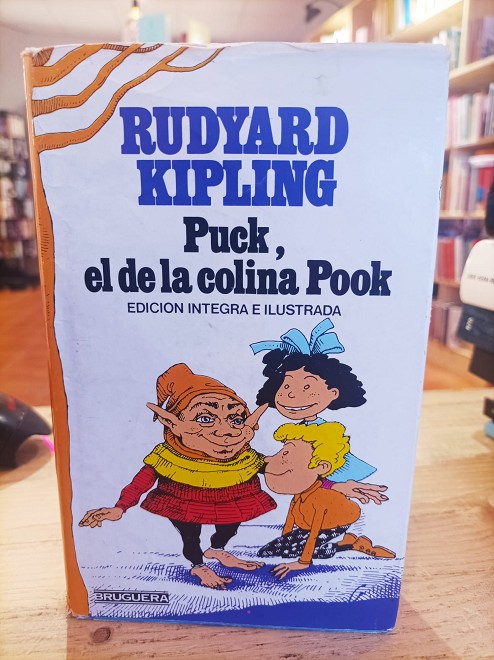 RUDYARD
KIPLING
Puck,
el de la colina Pook
EDICION INTEGRA E ILUSTRADA
BRUGUERA